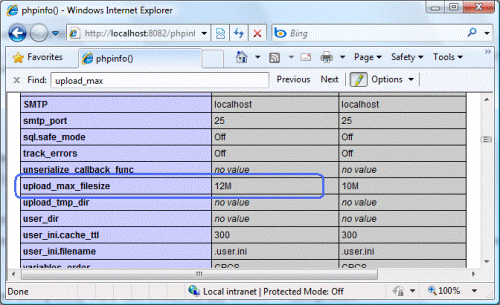 phpinfo() - Windows Internet Explorer
http://localhost:8082/phpinf
Bing
Favorites phpinfo() Page Safety Tools
Find: upload_max Previous Next Options
SMTP localhost localhost
smtp_port 25 25
sql.safe_mode Off Off
track_errors Off Off
unserialize_callback_func no value no value
upload_max_filesize 12M 10M
upload_tmp_dir no value no value
user_dir no value no value
user_ini.cache_ttl 300 300
user_ini.filename .user.ini .user.ini
variables_order GPCS GPCS
Done Local intranet | Protected Mode: Off 100%